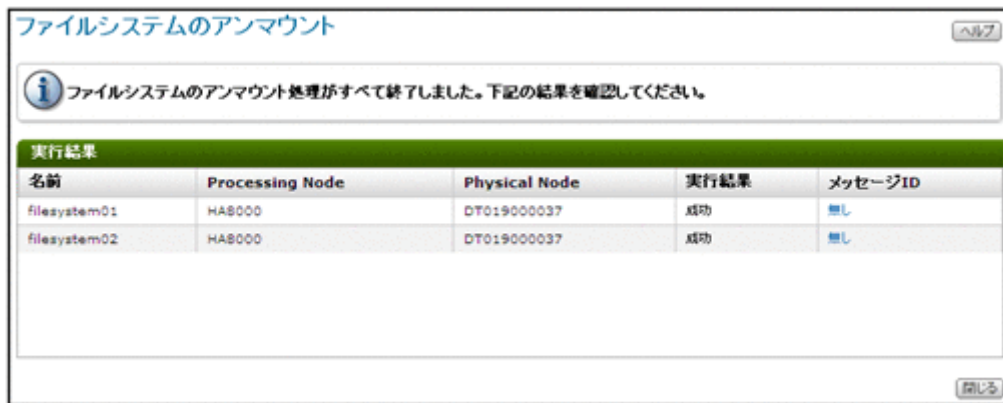 ファイルシステムのアンマウント
ヘルプ
ファイルシステムのアンマウント処理がすべて終了しました。下記の結果を確認してください。
実行結果
名前 Processing Node Physical Node 実行結果 メッセージID
filesystem01 HA8000 DT019000037 成功 無し
filesystem02 HA8000 DT019000037 成功 無し
閉じる